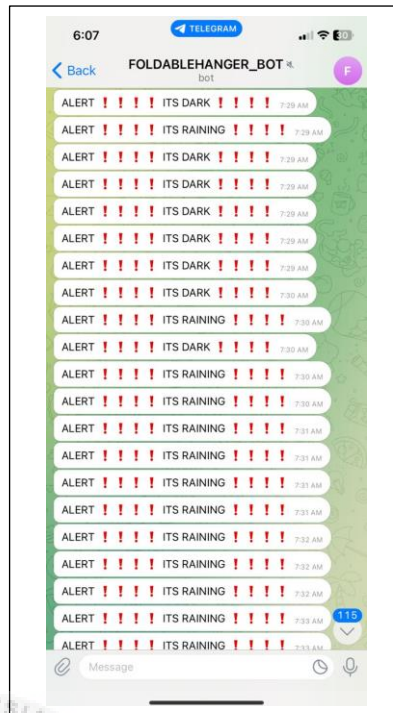 6:07
TELEGRAM
30
Back
FOLDABLEHANGER_BOT
bot
F
ALERT ❗❗❗❗ ITS DARK ❗❗❗❗ 7:29 AM
ALERT ❗❗❗❗ ITS RAINING ❗❗❗❗ 7:29 AM
ALERT ❗❗❗❗ ITS DARK ❗❗❗❗ 7:29 AM
ALERT ❗❗❗❗ ITS DARK ❗❗❗❗ 7:29 AM
ALERT ❗❗❗❗ ITS DARK ❗❗❗❗ 7:29 AM
ALERT ❗❗❗❗ ITS DARK ❗❗❗❗ 7:29 AM
ALERT ❗❗❗❗ ITS DARK ❗❗❗❗ 7:29 AM
ALERT ❗❗❗❗ ITS DARK ❗❗❗❗ 7:30 AM
ALERT ❗❗❗❗ ITS RAINING ❗❗❗❗ 7:30 AM
ALERT ❗❗❗❗ ITS DARK ❗❗❗❗ 7:30 AM
ALERT ❗❗❗❗ ITS RAINING ❗❗❗❗ 7:30 AM
ALERT ❗❗❗❗ ITS RAINING ❗❗❗❗ 7:30 AM
ALERT ❗❗❗❗ ITS RAINING ❗❗❗❗ 7:31 AM
ALERT ❗❗❗❗ ITS RAINING ❗❗❗❗ 7:31 AM
ALERT ❗❗❗❗ ITS RAINING ❗❗❗❗ 7:31 AM
ALERT ❗❗❗❗ ITS RAINING ❗❗❗❗ 7:31 AM
ALERT ❗❗❗❗ ITS RAINING ❗❗❗❗ 7:32 AM
ALERT ❗❗❗❗ ITS RAINING ❗❗❗❗ 7:32 AM
ALERT ❗❗❗❗ ITS RAINING ❗❗❗❗ 7:32 AM
ALERT ❗❗❗❗ ITS RAINING ❗❗❗❗ 7:33 AM
ALERT ❗❗❗❗ ITS RAINING ❗❗❗❗ 7:33 AM
115
Message